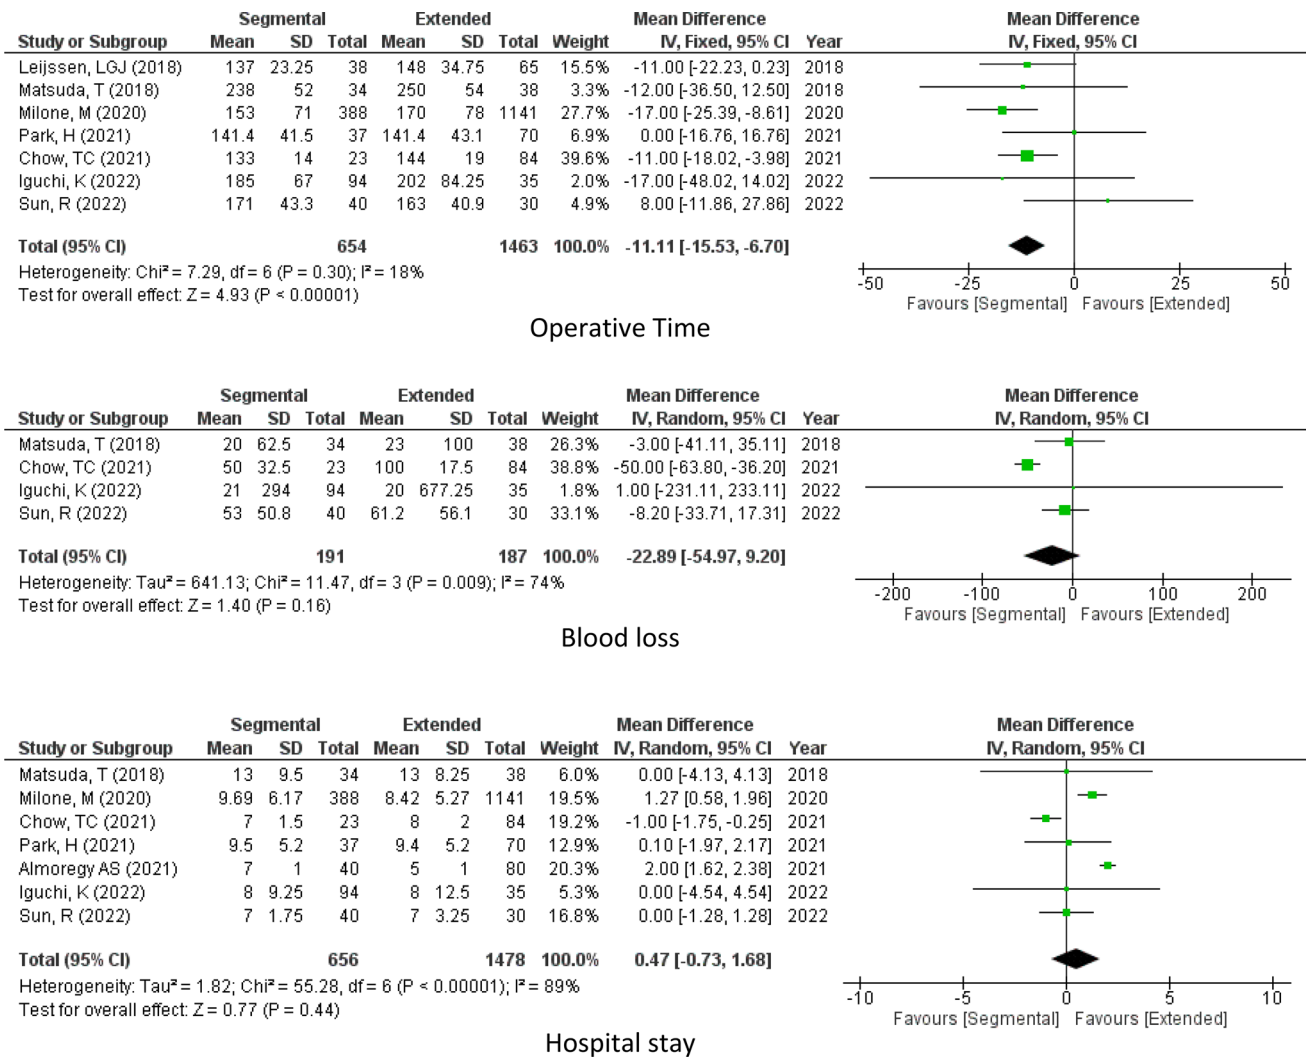 Segmental Extended Mean Difference Mean Difference
Study or Subgroup Mean SD Total Mean SD Total Weight IV, Fixed, 95% CI Year IV, Fixed, 95% CI
Leijssen, LGJ (2018) 137 23.25 38 148 34.75 65 15.5% -11.00 [-22.23, 0.23] 2018
Matsuda, T (2018) 238 52 34 250 54 38 3.3% -12.00 [-36.50, 12.50] 2018
Milone, M (2020) 153 71 388 170 78 1141 27.7% -17.00 [-25.39, -8.61] 2020
Park, H (2021) 141.4 41.5 37 141.4 43.1 70 6.9% 0.00 [-16.76, 16.76] 2021
Chow, TC (2021) 133 14 23 144 19 84 39.6% -11.00 [-18.02, -3.98] 2021
Iguchi, K (2022) 185 67 94 202 84.25 35 2.0% -17.00 [-48.02, 14.02] 2022
Sun, R (2022) 171 43.3 40 163 40.9 30 4.9% 8.00 [-11.86, 27.86] 2022
Total (95% CI) 654 1463 100.0% -11.11 [-15.53, -6.70]
Heterogeneity: Chi² = 7.29, df = 6 (P = 0.30); I² = 18%
Test for overall effect: Z = 4.93 (P < 0.00001)
-50 -25 0 25 50
Favours [Segmental] Favours [Extended]
Operative Time
Segmental Extended Mean Difference Mean Difference
Study or Subgroup Mean SD Total Mean SD Total Weight IV, Random, 95% CI Year IV, Random, 95% CI
Matsuda, T (2018) 20 62.5 34 23 100 38 26.3% -3.00 [-41.11, 35.11] 2018
Chow, TC (2021) 50 32.5 23 100 17.5 84 38.8% -50.00 [-63.80, -36.20] 2021
Iguchi, K (2022) 21 294 94 20 677.25 35 1.8% 1.00 [-231.11, 233.11] 2022
Sun, R (2022) 53 50.8 40 61.2 56.1 30 33.1% -8.20 [-33.71, 17.31] 2022
Total (95% CI) 191 187 100.0% -22.89 [-54.97, 9.20]
Heterogeneity: Tau² = 641.13; Chi² = 11.47, df = 3 (P = 0.009); I² = 74%
Test for overall effect: Z = 1.40 (P = 0.16)
-200 -100 0 100 200
Favours [Segmental] Favours [Extended]
Blood loss
Segmental Extended Mean Difference Mean Difference
Study or Subgroup Mean SD Total Mean SD Total Weight IV, Random, 95% CI Year IV, Random, 95% CI
Matsuda, T (2018) 13 9.5 34 13 8.25 38 6.0% 0.00 [-4.13, 4.13] 2018
Milone, M (2020) 9.69 6.17 388 8.42 5.27 1141 19.5% 1.27 [0.58, 1.96] 2020
Chow, TC (2021) 7 1.5 23 8 2 84 19.2% -1.00 [-1.75, -0.25] 2021
Park, H (2021) 9.5 5.2 37 9.4 5.2 70 12.9% 0.10 [-1.97, 2.17] 2021
Almoregy AS (2021) 7 1 40 5 1 80 20.3% 2.00 [1.62, 2.38] 2021
Iguchi, K (2022) 8 9.25 94 8 12.5 35 5.3% 0.00 [-4.54, 4.54] 2022
Sun, R (2022) 7 1.75 40 7 3.25 30 16.8% 0.00 [-1.28, 1.28] 2022
Total (95% CI) 656 1478 100.0% 0.47 [-0.73, 1.68]
Heterogeneity: Tau² = 1.82; Chi² = 55.28, df = 6 (P < 0.00001); I² = 89%
Test for overall effect: Z = 0.77 (P = 0.44)
-10 -5 0 5 10
Favours [Segmental] Favours [Extended]
Hospital stay